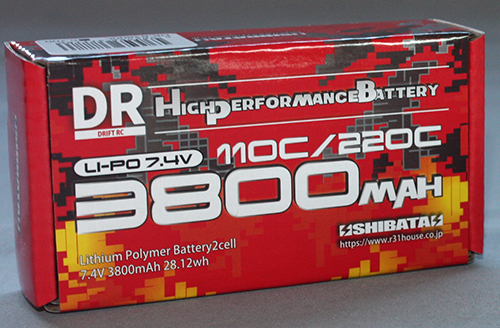 DR
DRIFT RC
HIGH PERFORMANCE BATTERY
LI-PO 7.4V
110C/220C
3800MAH
SHIBATA
https://www.r31house.co.jp
Lithium Polymer Battery2cell
7.4V 3800mAh 28.12wh